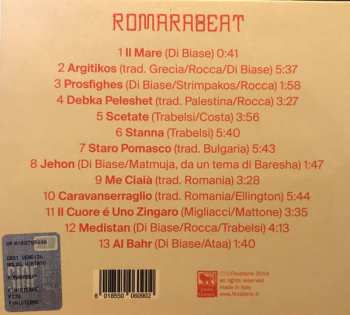 ROMARABEAT
1 Il Mare (Di Biase) 0:41
2 Argitikos (trad. Grecia/Rocca/Di Biase) 5:37
3 Prosfighes (Di Biase/Strimpakos/Rocca) 1:58
4 Debka Peleshet (trad. Palestina/Rocca) 3:27
5 Scetate (Trabelsi/Costa) 3:56
6 Stanna (Trabelsi) 5:40
7 Staro Pomasco (trad. Bulgaria) 5:43
8 Jehon (Di Biase/Matmuja, da un tema di Baresha) 1:47
9 Me Ciaià (trad. Romania) 3:28
10 Caravanserraglio (trad. Romania/Ellington) 5:44
11 Il Cuore é Uno Zingaro (Migliacci/Mattone) 3:35
12 Medistan (Di Biase/Rocca/Trabelsi) 4:13
13 Al Bahr (Di Biase/Ataa) 1:40
8 018550 060902